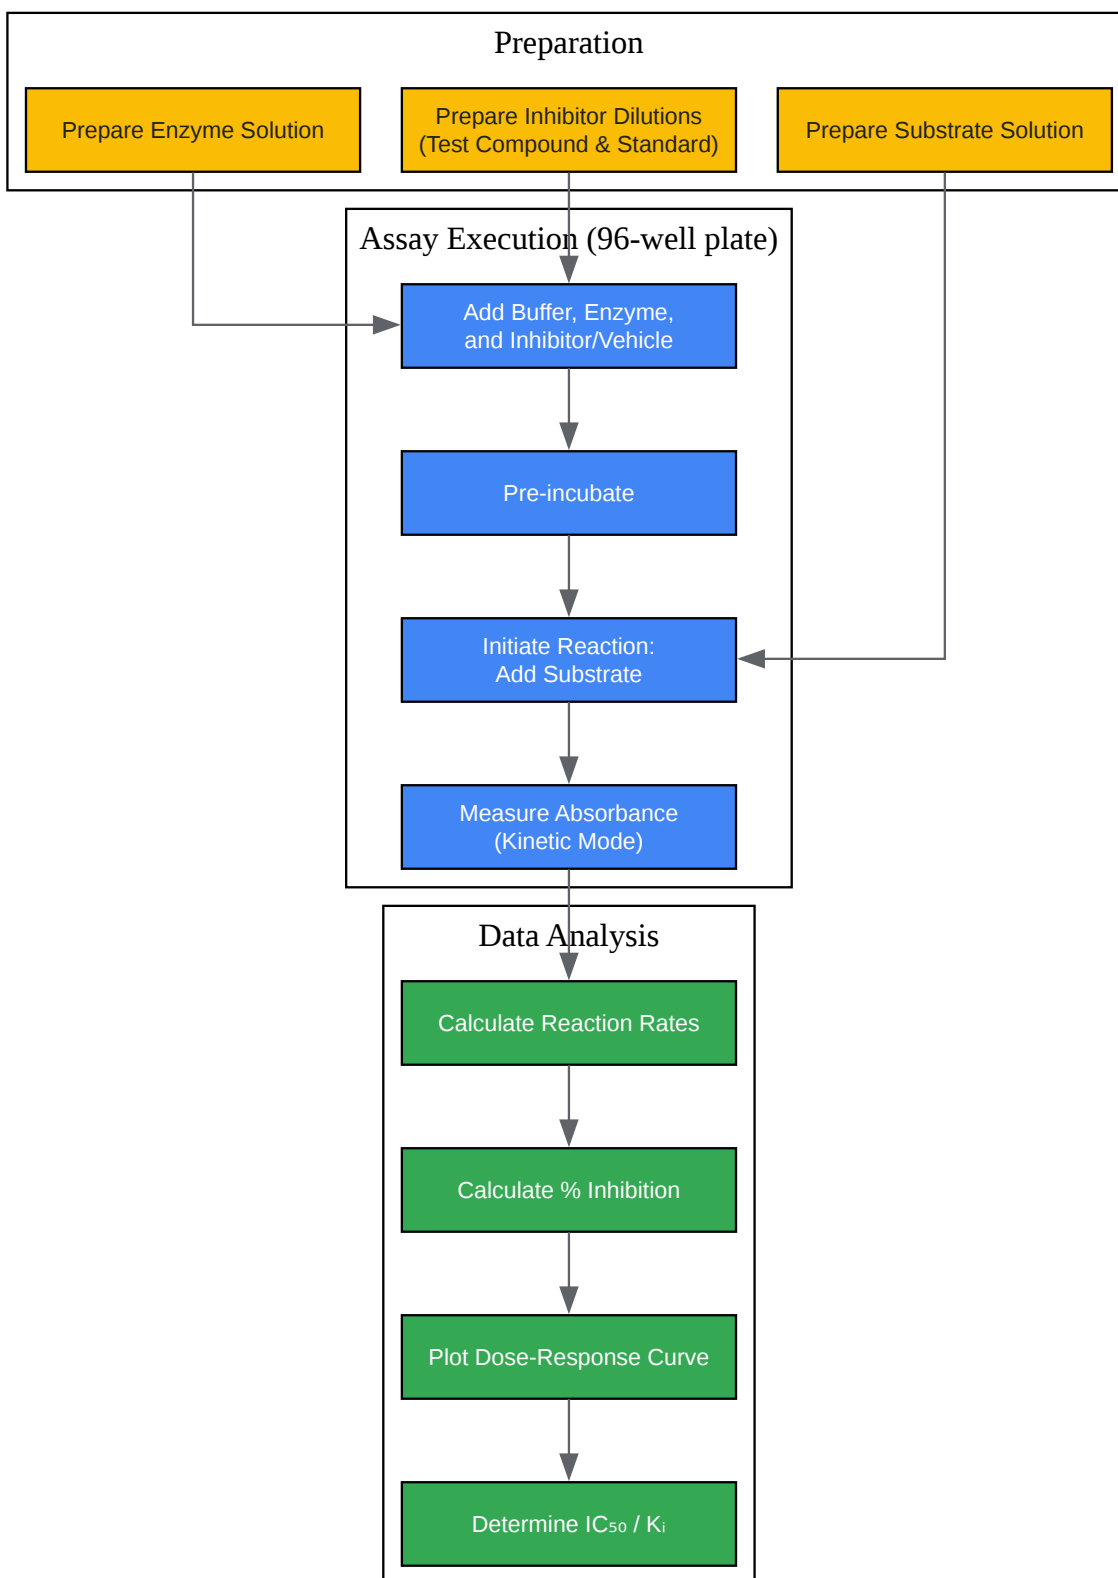 Preparation
Prepare Enzyme Solution
Prepare Inhibitor Dilutions
(Test Compound & Standard)
Prepare Substrate Solution
Assay Execution (96-well plate)
Add Buffer, Enzyme,
and Inhibitor/Vehicle
Pre-incubate
Initiate Reaction:
Add Substrate
Measure Absorbance
(Kinetic Mode)
Data Analysis
Calculate Reaction Rates
Calculate % Inhibition
Plot Dose-Response Curve
Determine IC₅₀ / Kᵢ